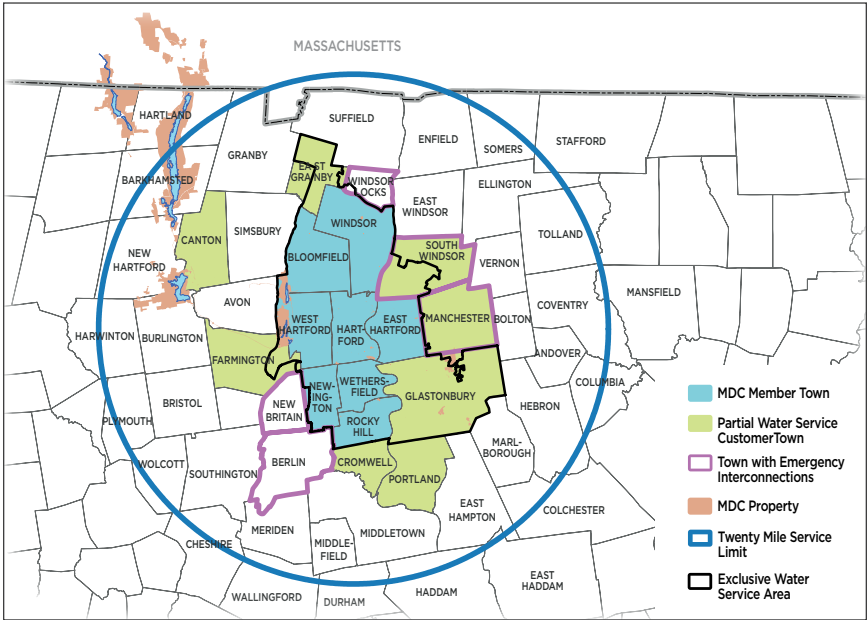 MASSACHUSETTS
HARTLAND
SUFFIELD
ENFIELD
SOMERS
STAFFORD
GRANBY
EAST
GRANBY
WINDSOR
LOCKS
BARKHAMSTED
ELLINGTON
EAST
WINDSOR
WINDSOR
CANTON
SIMSBURY
SOUTH
WINDSOR
TOLLAND
NEW
HARTFORD
BLOOMFIELD
VERNON
MANSFIELD
AVON
COVENTRY
WEST
HARTFORD
HART-
FORD
EAST
HARTFORD
MANCHESTER
BOLTON
HARWINTON
BURLINGTON
FARMINGTON
ANDOVER
COLUMBIA
NEW-
ING-
TON
WETHERS-
FIELD
GLASTONBURY
HEBRON
BRISTOL
NEW
BRITAIN
PLYMOUTH
ROCKY
HILL
MARL-
BOROUGH
WOLCOTT
SOUTHINGTON
BERLIN
CROMWELL
PORTLAND
EAST
HAMPTON
COLCHESTER
MERIDEN
MIDDLETOWN
MIDDLE-
FIELD
CHESHIRE
EAST
HADDAM
WALLINGFORD
DURHAM
HADDAM
MDC Member Town
Partial Water Service
CustomerTown
Town with Emergency
Interconnections
MDC Property
Twenty Mile Service
Limit
Exclusive Water
Service Area